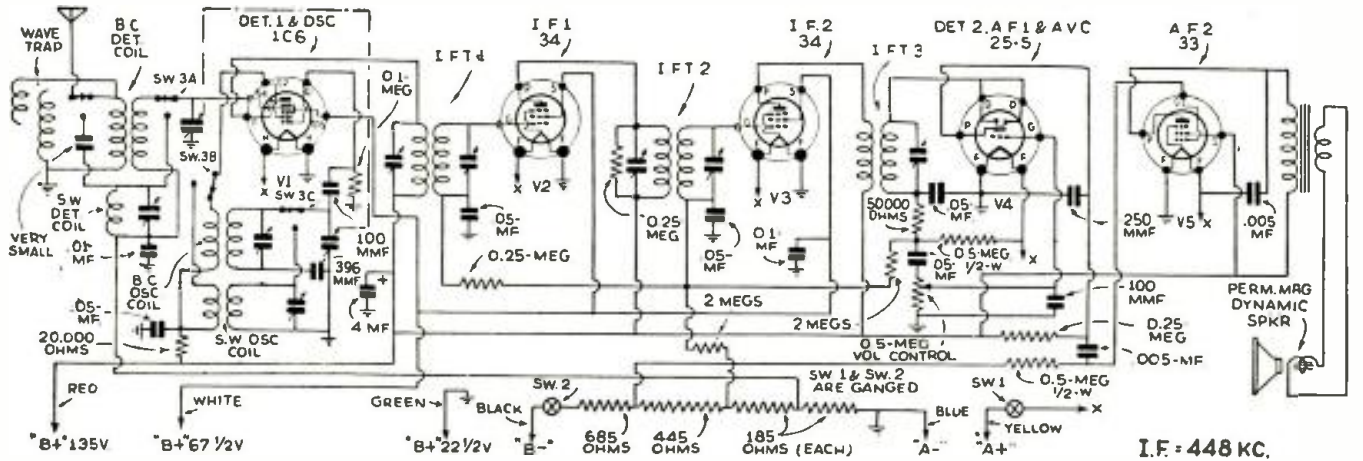 WAVE
TRAP
B C
DET.
COIL
SW 3A
DET. 1 & OSC
1C6
0.1-
MEG
I F T 1
I F 1
34
I F T 2
I.F. 2
34
I F T 3
DET 2. A F 1 & AVC
25-S
A F 2
33
SW.3B
V1
SW 3C
S W
DET
COIL
VERY
SMALL
.01-
MF
B C
OSC
COIL
.05-
MF
20.000
OHMS
S.W OSC
COIL
100
MMF
396
MMF
4 MF
+
X
V2
.05-
MF
0.25-MEG
0.25
MEG
.05-
MF
X
V3
0.1
MF
2 MEGS
2 MEGS
50000
OHMS
.05-
MF
V4
0.5-MEG
1/2-W
X
.05-
MF
250
MMF
V5
X
.005
MF
100
MMF
0.25
MEG
.005-MF
0.5-MEG
VOL CONTROL
0.5-MEG
1/2-W
PERM. MAG
DYNAMIC
SPKR
SW 1 & SW.2
ARE GANGED
RED
WHITE
GREEN
BLACK
SW.2
BLUE
SW 1
X
YELLOW
685
OHMS
445
OHMS
185
OHMS (EACH)
"B+" 135V
"B+" 67 1/2V
"B+" 22 1/2V
"B-"
"A-"
"A+"
I.F. = 448 KC.